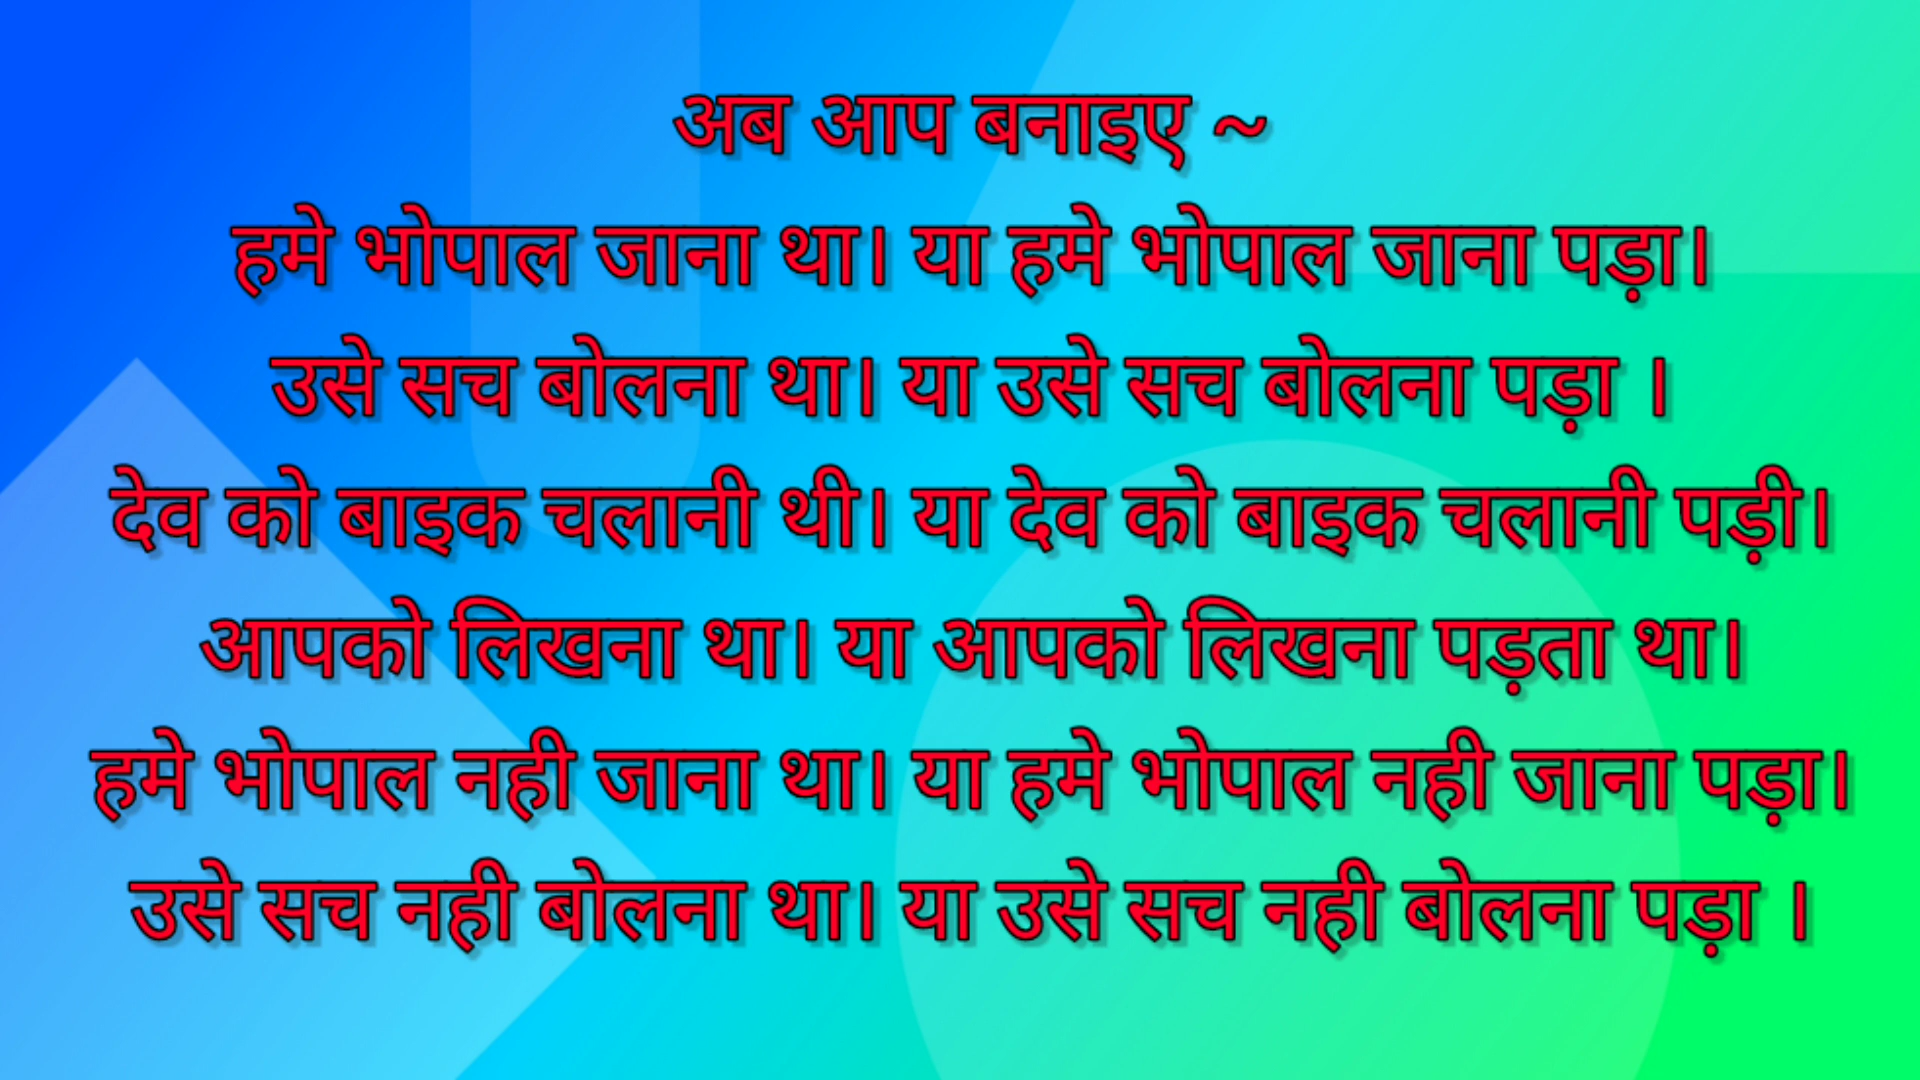 अब आप बनाइए ~
हमे भोपाल जाना था। या हमे भोपाल जाना पड़ा।
उसे सच बोलना था। या उसे सच बोलना पड़ा ।
देव को बाइक चलानी थी। या देव को बाइक चलानी पड़ी।
आपको लिखना था। या आपको लिखना पड़ता था।
हमे भोपाल नही जाना था। या हमे भोपाल नही जाना पड़ा।
उसे सच नही बोलना था। या उसे सच नही बोलना पड़ा ।